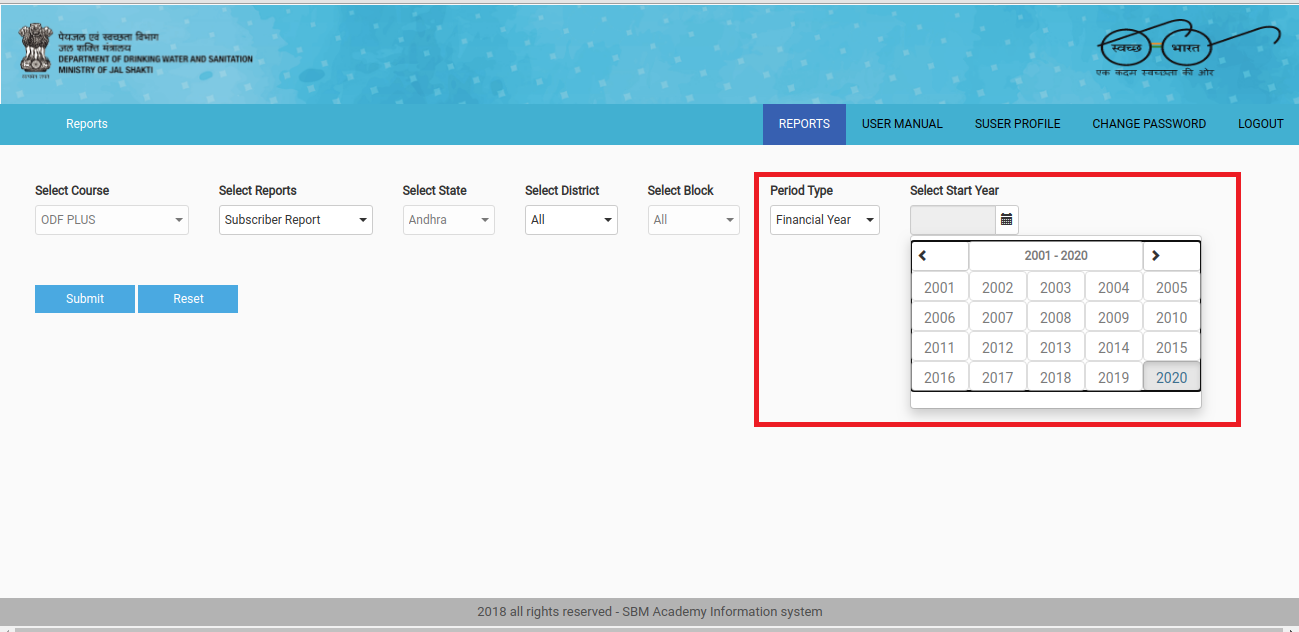 पेयजल एवं स्वच्छता विभाग
जल शक्ति मंत्रालय
DEPARTMENT OF DRINKING WATER AND SANITATION
MINISTRY OF JAL SHAKTI
स्वच्छ भारत
एक कदम स्वच्छता की ओर
Reports
REPORTS USER MANUAL SUSER PROFILE CHANGE PASSWORD LOGOUT
Select Course Select Reports Select State Select District Select Block Period Type Select Start Year
ODF PLUS Subscriber Report Andhra All All Financial Year
2001 - 2020
2001 2002 2003 2004 2005
2006 2007 2008 2009 2010
2011 2012 2013 2014 2015
2016 2017 2018 2019 2020
Submit Reset
2018 all rights reserved - SBM Academy Information system